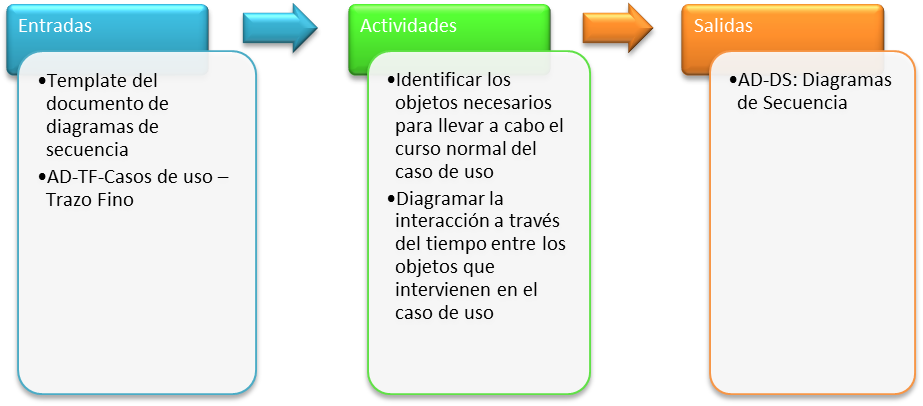 Entradas
•Template del
documento de
diagramas de
secuencia
•AD-TF-Casos de uso –
Trazo Fino
Actividades
•Identificar los
objetos necesarios
para llevar a cabo el
curso normal del
caso de uso
•Diagramar la
interacción a través
del tiempo entre los
objetos que
intervienen en el
caso de uso
Salidas
•AD-DS: Diagramas
de Secuencia